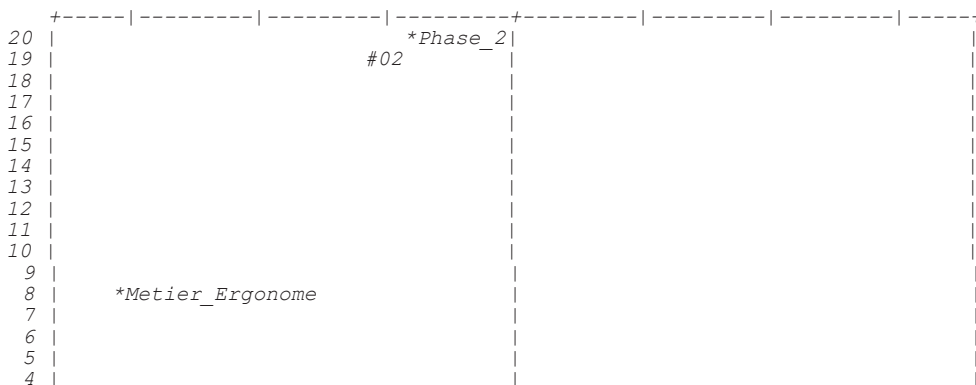 +-----|---------|---------|---------+---------|---------|---------|-----
20 | *Phase_2| |
19 | #02 | |
18 | | |
17 | | |
16 | | |
15 | | |
14 | | |
13 | | |
12 | | |
11 | | |
10 | | |
9 | | |
8 | *Metier_Ergonome | |
7 | | |
6 | | |
5 | | |
4 | | |